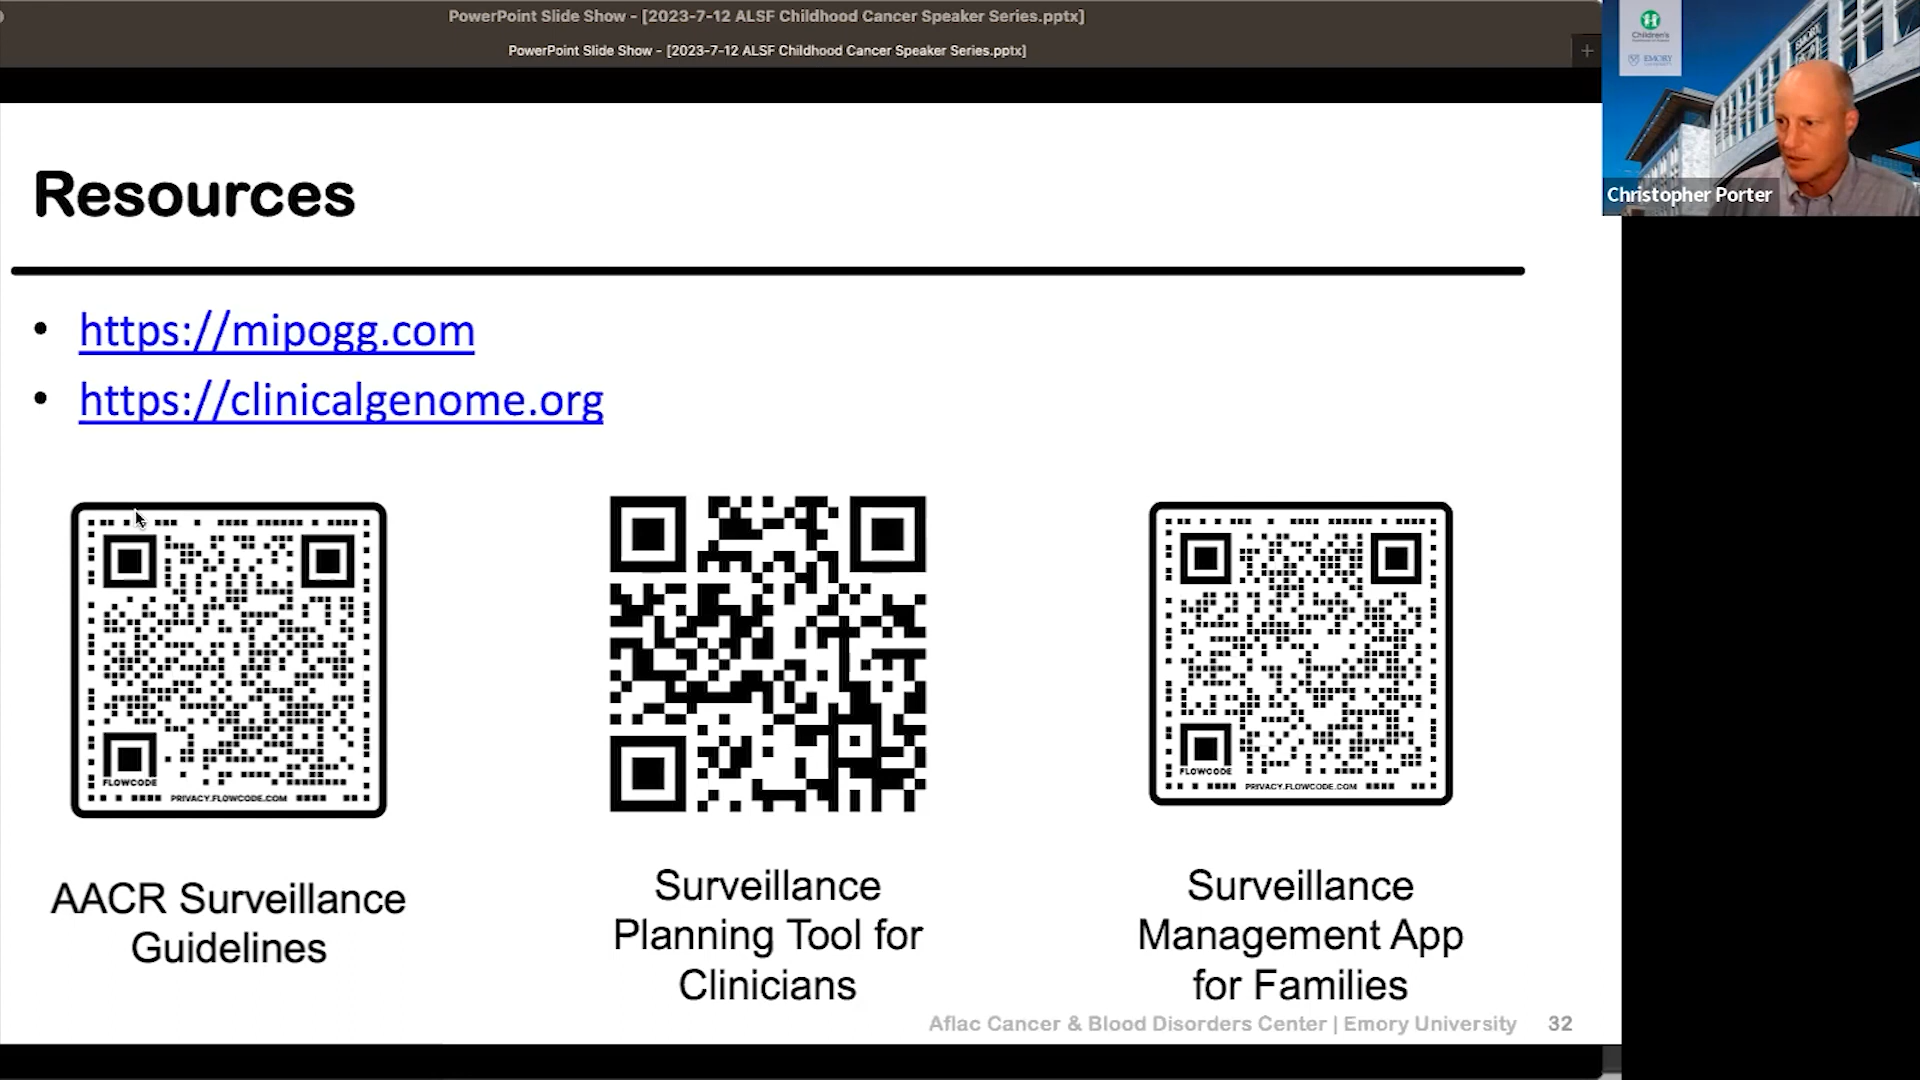 PowerPoint Slide Show - [2023-7-12 ALSF Childhood Cancer Speaker Series.pptx]
PowerPoint Slide Show - [2023-7-12 ALSF Childhood Cancer Speaker Series.pptx]
Children's
EMORY
EMORY
Christopher Porter
Resources
• https://mipogg.com
• https://clinicalgenome.org
FLOWCODE
PRIVACY.FLOWCODE.COM
FLOWCODE
PRIVACY.FLOWCODE.COM
AACR Surveillance
Guidelines
Surveillance
Planning Tool for
Clinicians
Surveillance
Management App
for Families
Aflac Cancer & Blood Disorders Center | Emory University 32